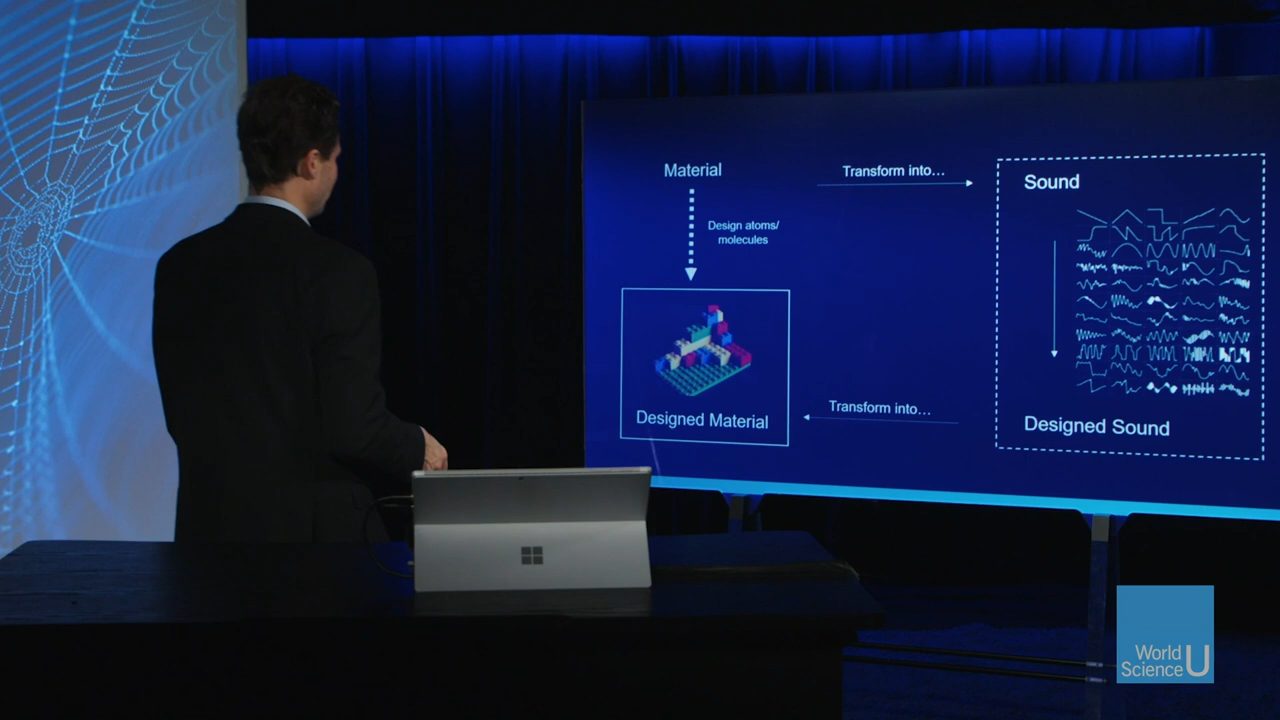 Material
Transform into...
Sound
Design atoms/
molecules
Transform into...
Designed Material
Designed Sound
World
Science U